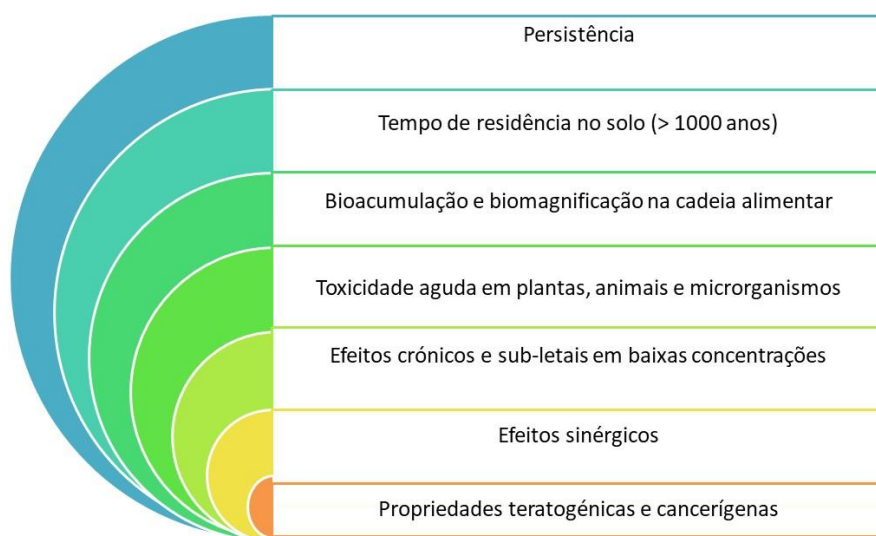 Persistência
Tempo de residência no solo (> 1000 anos)
Bioacumulação e biomagnificação na cadeia alimentar
Toxicidade aguda em plantas, animais e microrganismos
Efeitos crónicos e sub-letais em baixas concentrações
Efeitos sinérgicos
Propriedades teratogénicas e cancerígenas